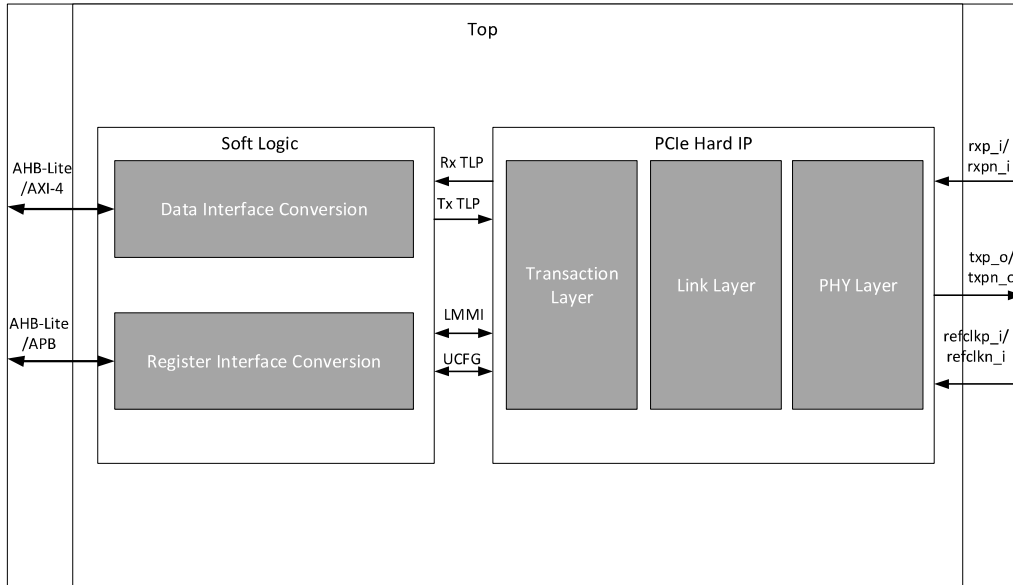 Top
Soft Logic
PCIe Hard IP
AHB-Lite
/AXI-4
Data Interface Conversion
Rx TLP
Tx TLP
AHB-Lite
/APB
Register Interface Conversion
LMMI
UCFG
Transaction
Layer
Link Layer
PHY Layer
rxp_i/
rxpn_i
txp_o/
txpn_o
refclkp_i/
refclkn_i